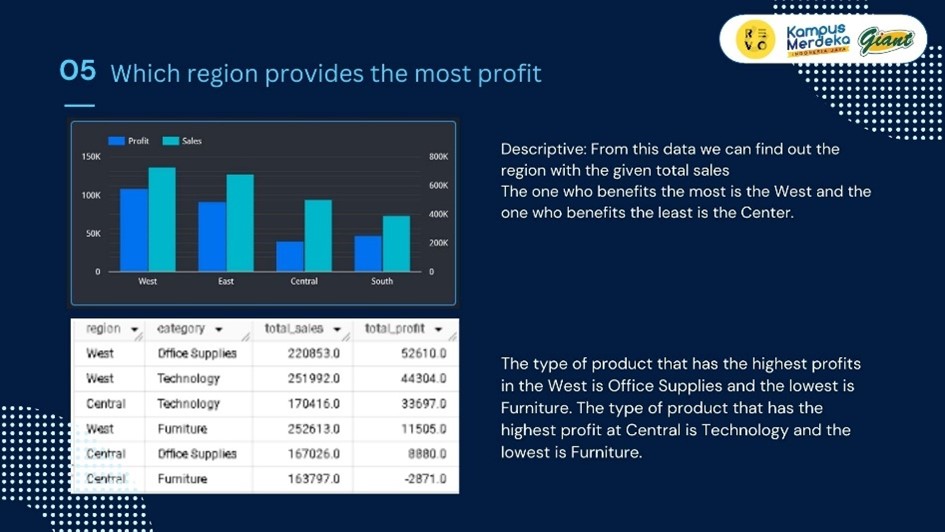 REVO
Kampus
Merdeka
INDONESIA JAYA
Giant
05 Which region provides the most profit
Profit Sales
150K
100K
50K
0
800K
600K
400K
200K
0
West East Central South
Descriptive: From this data we can find out the
region with the given total sales
The one who benefits the most is the West and the
one who benefits the least is the Center.
region category total_sales total_profit
West Office Supplies 220853.0 52610.0
West Technology 251992.0 44304.0
Central Technology 170416.0 33697.0
West Furniture 252613.0 11505.0
Central Office Supplies 167026.0 8880.0
Central Furniture 163797.0 -2871.0
The type of product that has the highest profits
in the West is Office Supplies and the lowest is
Furniture. The type of product that has the
highest profit at Central is Technology and the
lowest is Furniture.